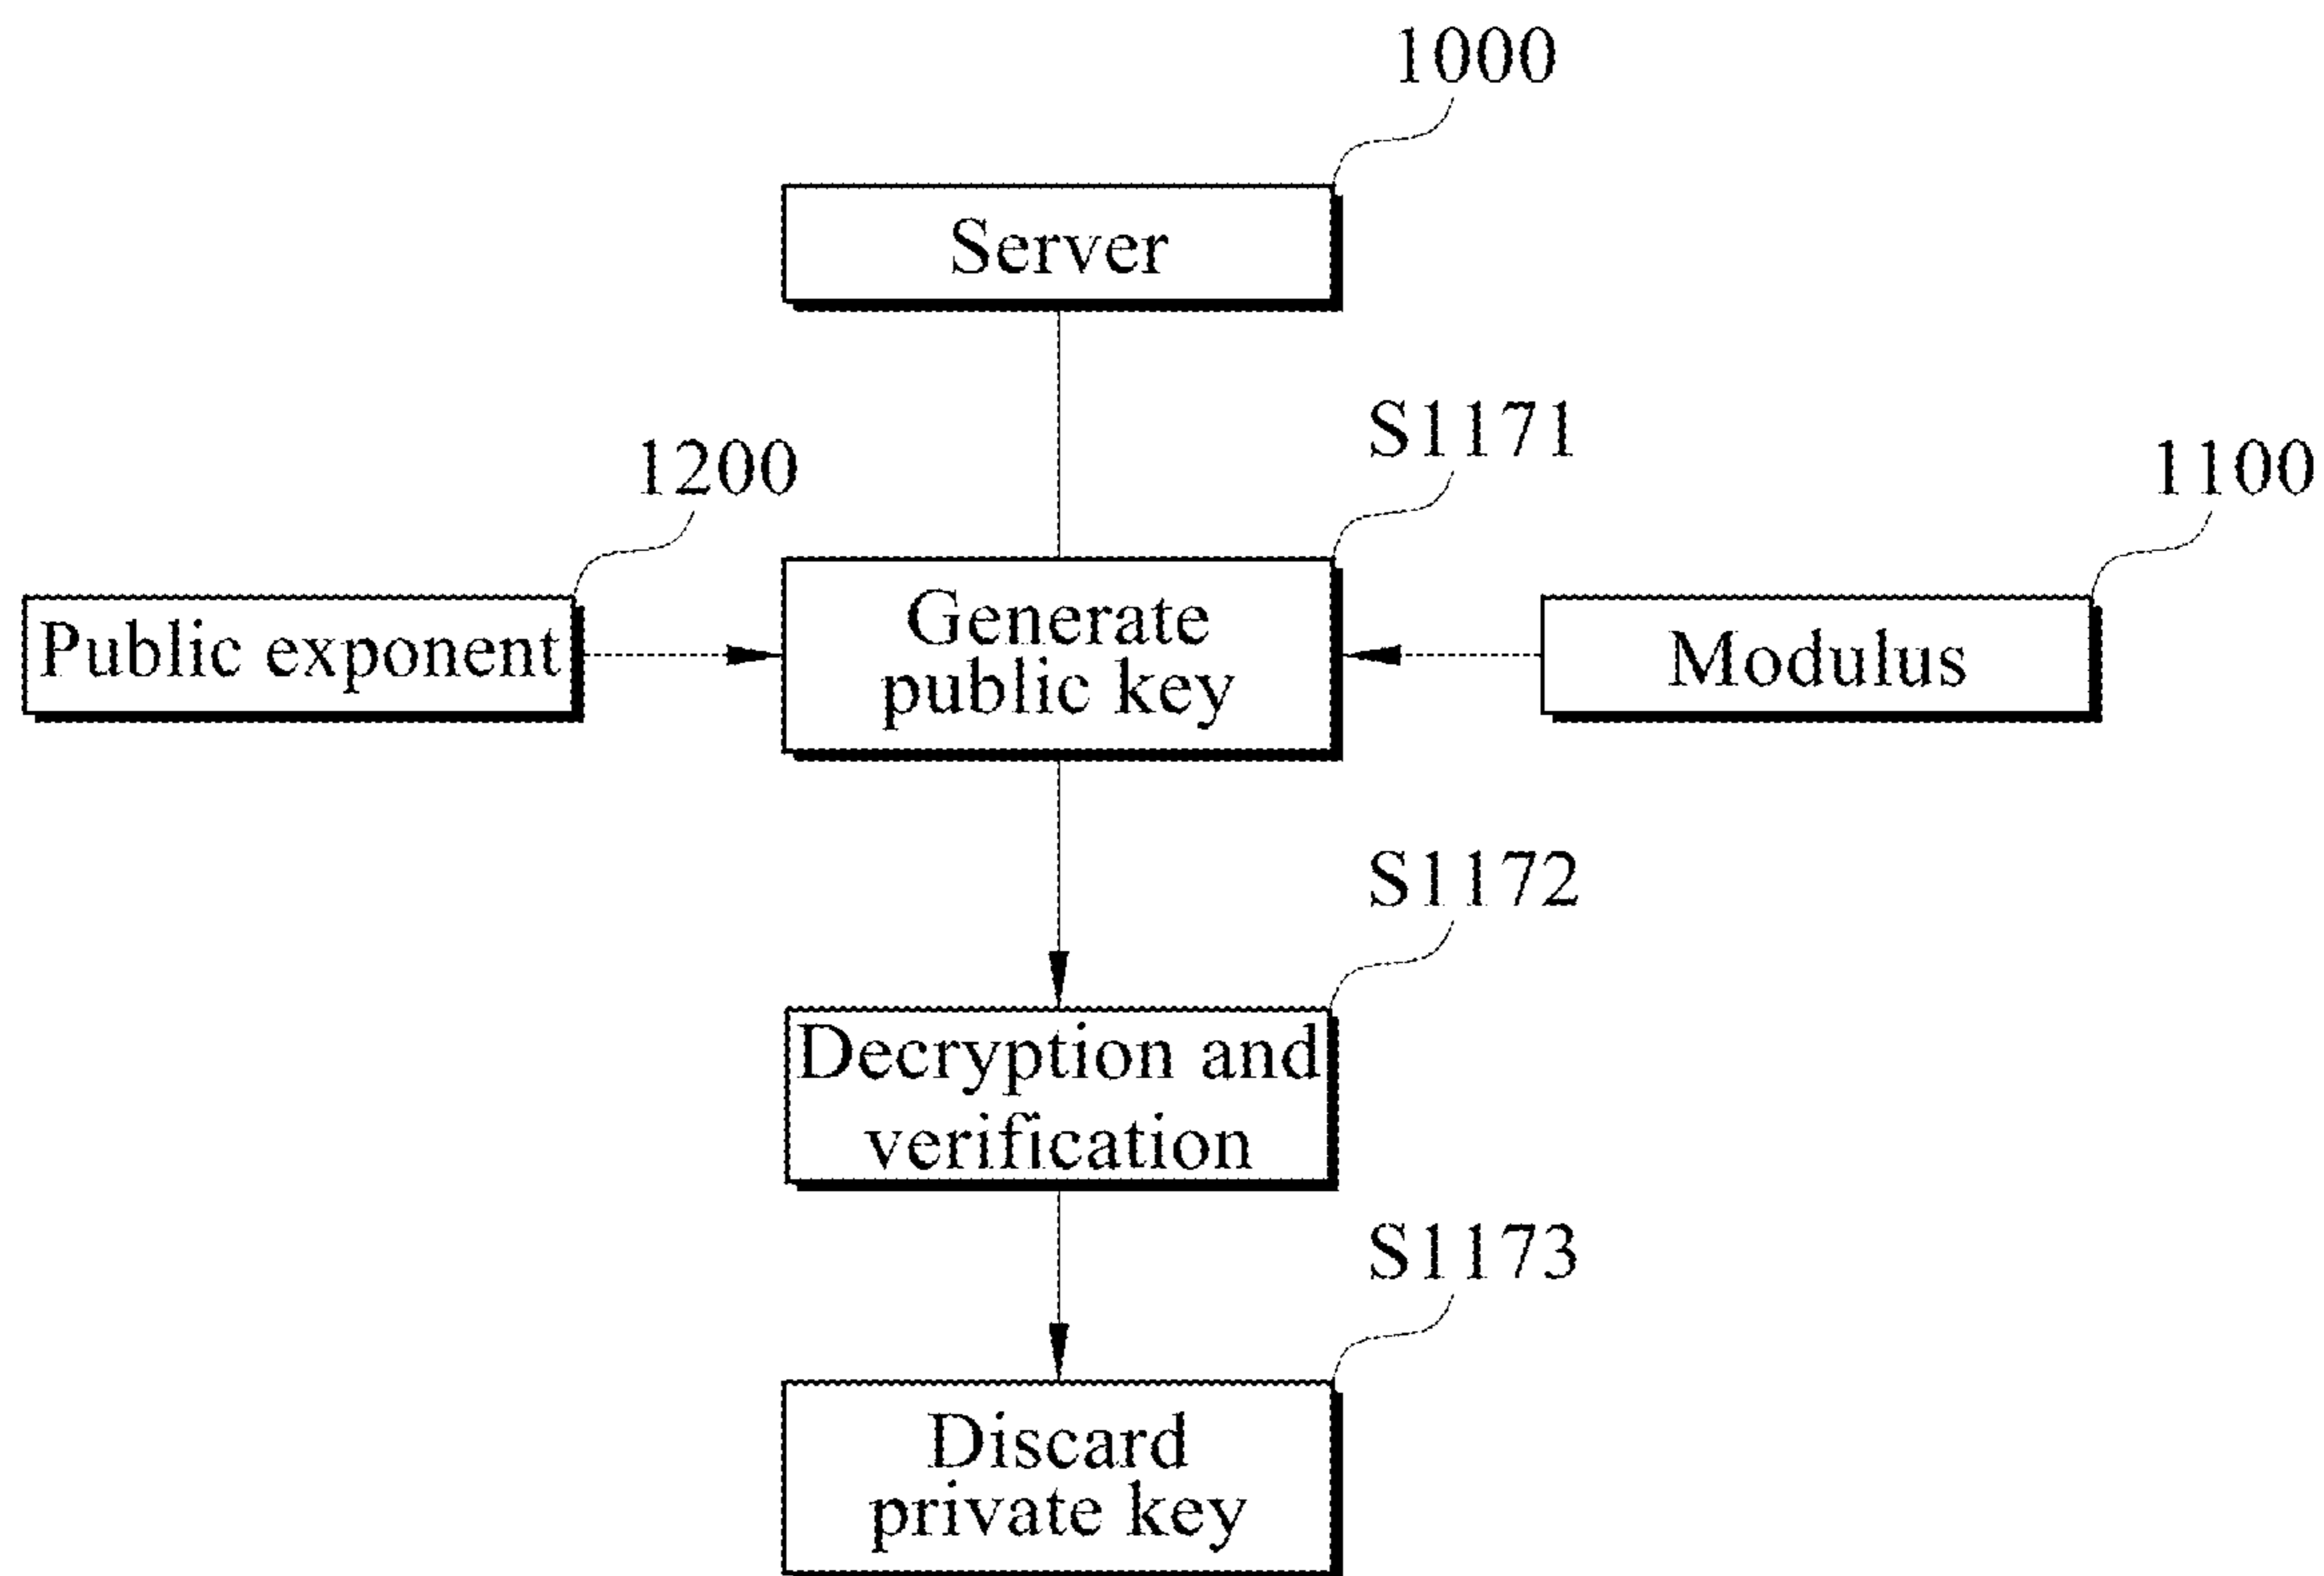 1000
Server
S1171
1200
1100
Generate
public key
Public exponent
Modulus
S1172
Decryption and
verification
S1173
Discard
private key